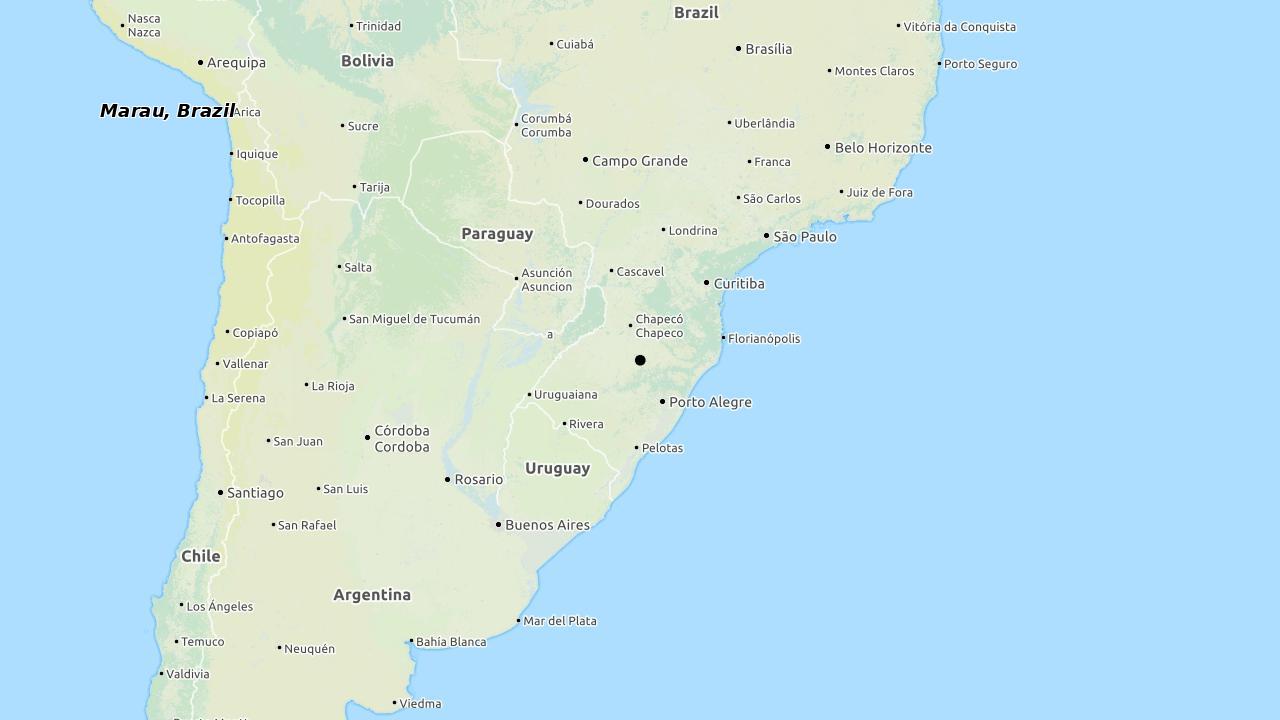 Brazil
Nasca
Nazca
Trinidad
Vitória da Conquista
Cuiabá
Brasília
Bolivia
Arequipa
Porto Seguro
Montes Claros
Marau, Brazil
Arica
Corumbá
Corumba
Sucre
Uberlândia
Belo Horizonte
Iquique
Campo Grande
Franca
Tarija
Juiz de Fora
Tocopilla
Dourados
São Carlos
Antofagasta
Paraguay
Londrina
São Paulo
Salta
Asunción
Asuncion
Cascavel
Curitiba
San Miguel de Tucumán
Chapecó
Chapeco
Copiapó
a
Florianópolis
Vallenar
La Rioja
La Serena
Uruguaiana
Porto Alegre
Rivera
San Juan
Córdoba
Cordoba
Pelotas
Uruguay
Rosario
Santiago
San Luis
San Rafael
Buenos Aires
Chile
Argentina
Los Ángeles
Mar del Plata
Temuco
Neuquén
Bahía Blanca
Valdivia
Viedma